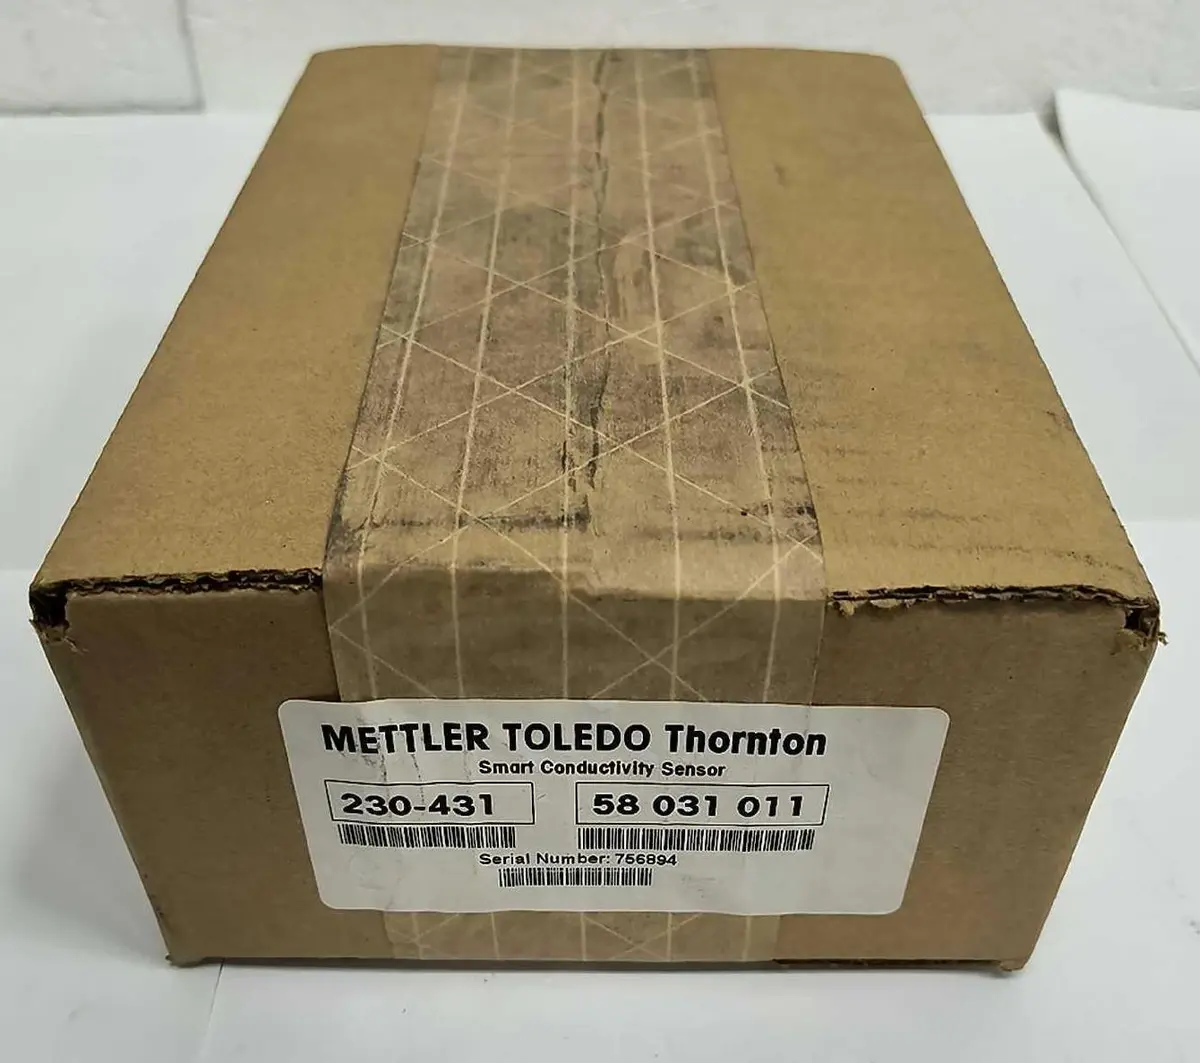 METTLER TOLEDO Thornton
Smart Conductivity Sensor
230-431 58 031 011
Serial Number: 756894